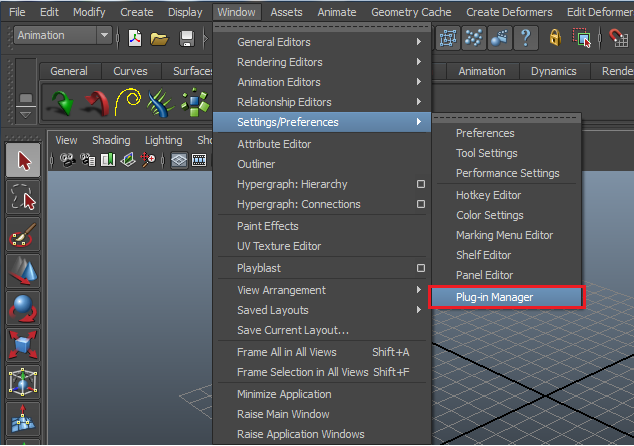 File Edit Modify Create Display Window Assets Animate Geometry Cache Create Deformers Edit Deformer
Animation
General Curves Surfaces Animation Dynamics Rende
View Shading Lighting Sho
General Editors
Rendering Editors
Animation Editors
Relationship Editors
Settings/Preferences
Attribute Editor
Outliner
Hypergraph: Hierarchy
Hypergraph: Connections
Paint Effects
UV Texture Editor
Playblast
View Arrangement
Saved Layouts
Save Current Layout...
Frame All in All Views Shift+A
Frame Selection in All Views Shift+F
Minimize Application
Raise Main Window
Raise Application Windows
Preferences
Tool Settings
Performance Settings
Hotkey Editor
Color Settings
Marking Menu Editor
Shelf Editor
Panel Editor
Plug-in Manager